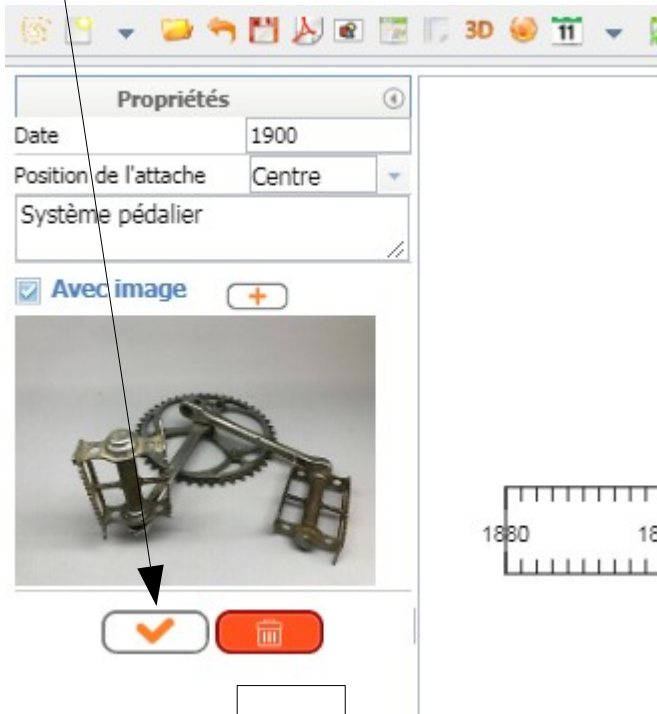 3D 11
Propriétés
Date 1900
Position de l'attache Centre
Système pédalier
Avec image
1880 18